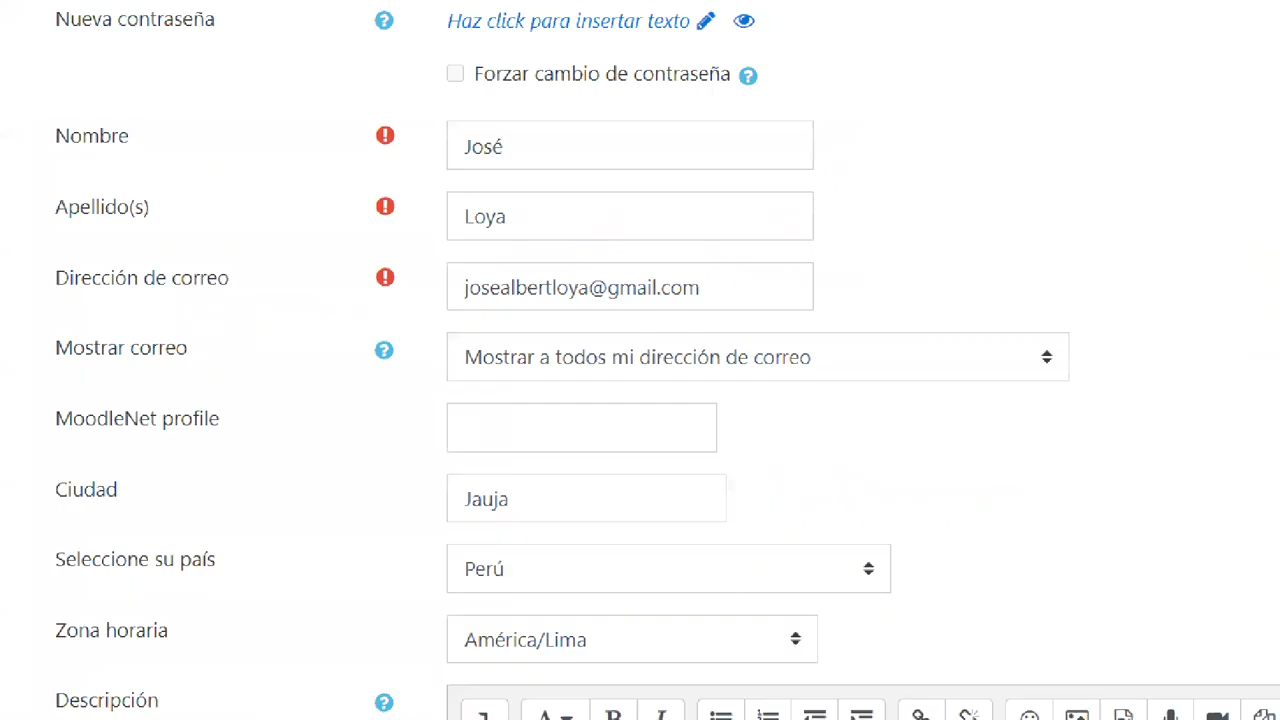 Nueva contraseña
Haz click para insertar texto
Forzar cambio de contraseña
Nombre
José
Apellido(s)
Loya
Dirección de correo
josealbertloya@gmail.com
Mostrar correo
Mostrar a todos mi dirección de correo
MoodleNet profile
Ciudad
Jauja
Seleccione su país
Perú
Zona horaria
América/Lima
Descripción